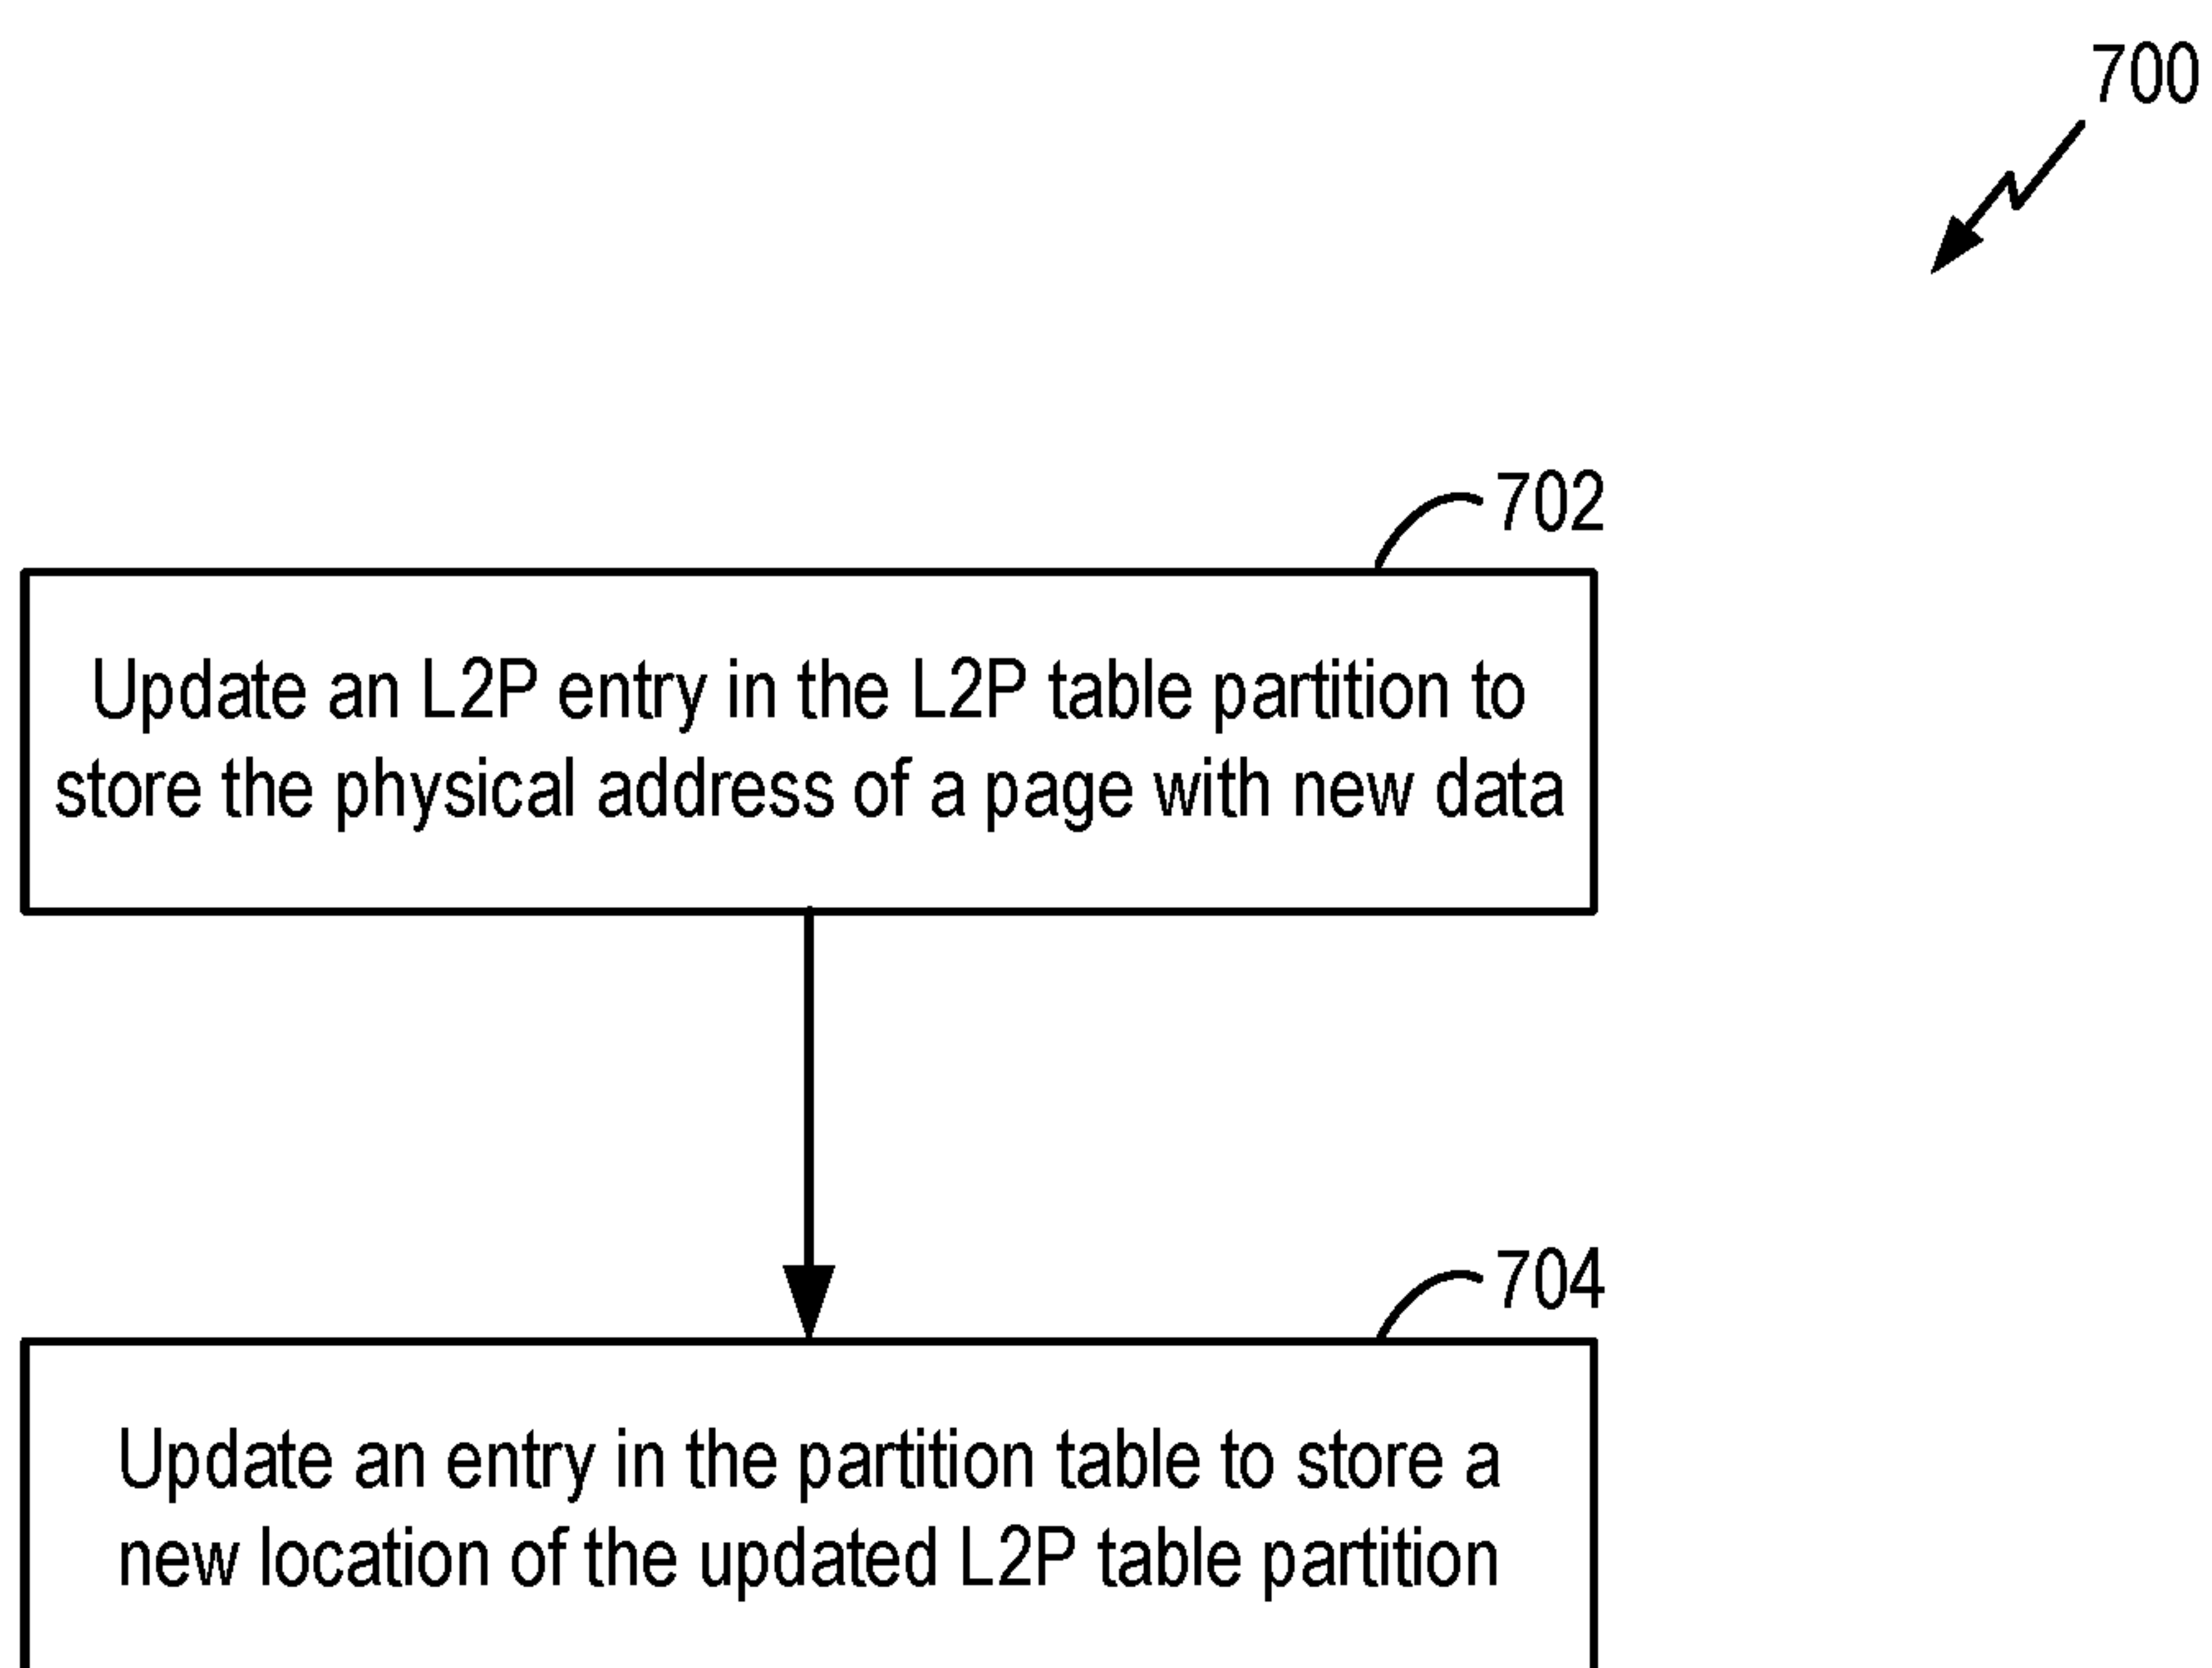 700
702
Update an L2P entry in the L2P table partition to
store the physical address of a page with new data
704
Update an entry in the partition table to store a
new location of the updated L2P table partition